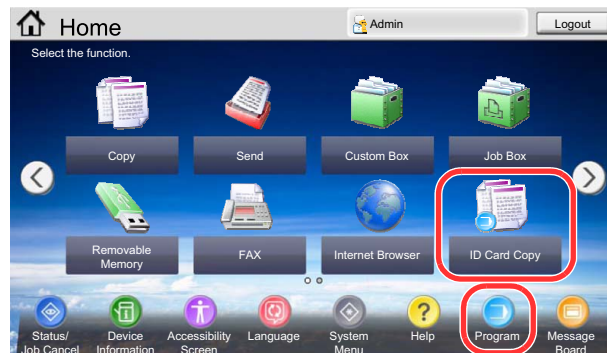 Home
Admin
Logout
Select the function.
Copy
Send
Custom Box
Job Box
Removable
Memory
FAX
Internet Browser
ID Card Copy
Status/
Job Cancel
Device
Information
Accessibility
Screen
Language
System
Menu
Help
Program
Message
Board